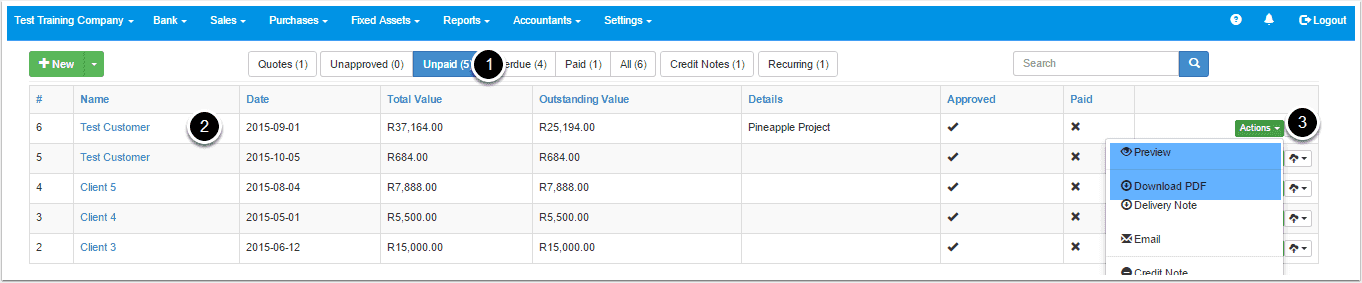 Test Training Company Bank Sales Purchases Fixed Assets Reports Accountants Settings ? Logout
New Quotes (1) Unapproved (0) Unpaid (5) 1 erdue (4) Paid (1) All (6) Credit Notes (1) Recurring (1) Search
# Name Date Total Value Outstanding Value Details Approved Paid
6 Test Customer 2 2015-09-01 R37,164.00 R25,194.00 Pineapple Project Actions 3
Preview
5 Test Customer 2015-10-05 R684.00 R684.00
4 Client 5 2015-08-04 R7,888.00 R7,888.00 Download PDF
Delivery Note
3 Client 4 2015-05-01 R5,500.00 R5,500.00
Email
2 Client 3 2015-06-12 R15,000.00 R15,000.00
Credit Note